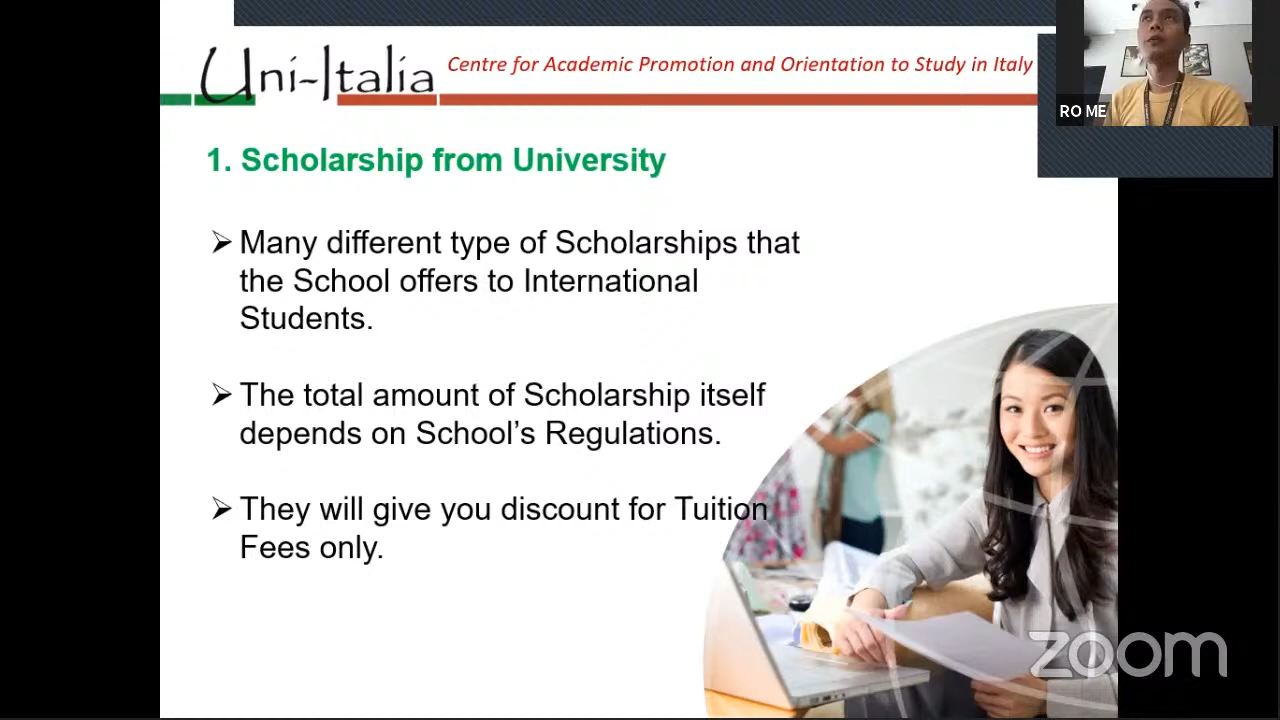 Uni-Italia
Centre for Academic Promotion and Orientation to Study in Italy
RO ME
1. Scholarship from University
➢ Many different type of Scholarships that
the School offers to International
Students.
➢ The total amount of Scholarship itself
depends on School's Regulations.
➢ They will give you discount for Tuition
Fees only.
zoom